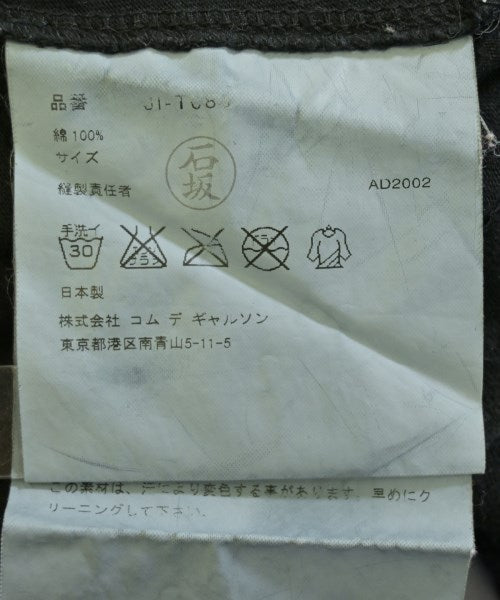 品番
綿 100%
サイズ
石坂
縫製責任者
AD2002
手洗イ
30
日本製
株式会社 コム デ ギャルソン
東京都港区南青山5-11-5
この素材は、汗により変色する事があります。早めにク
リーニングして下さい。